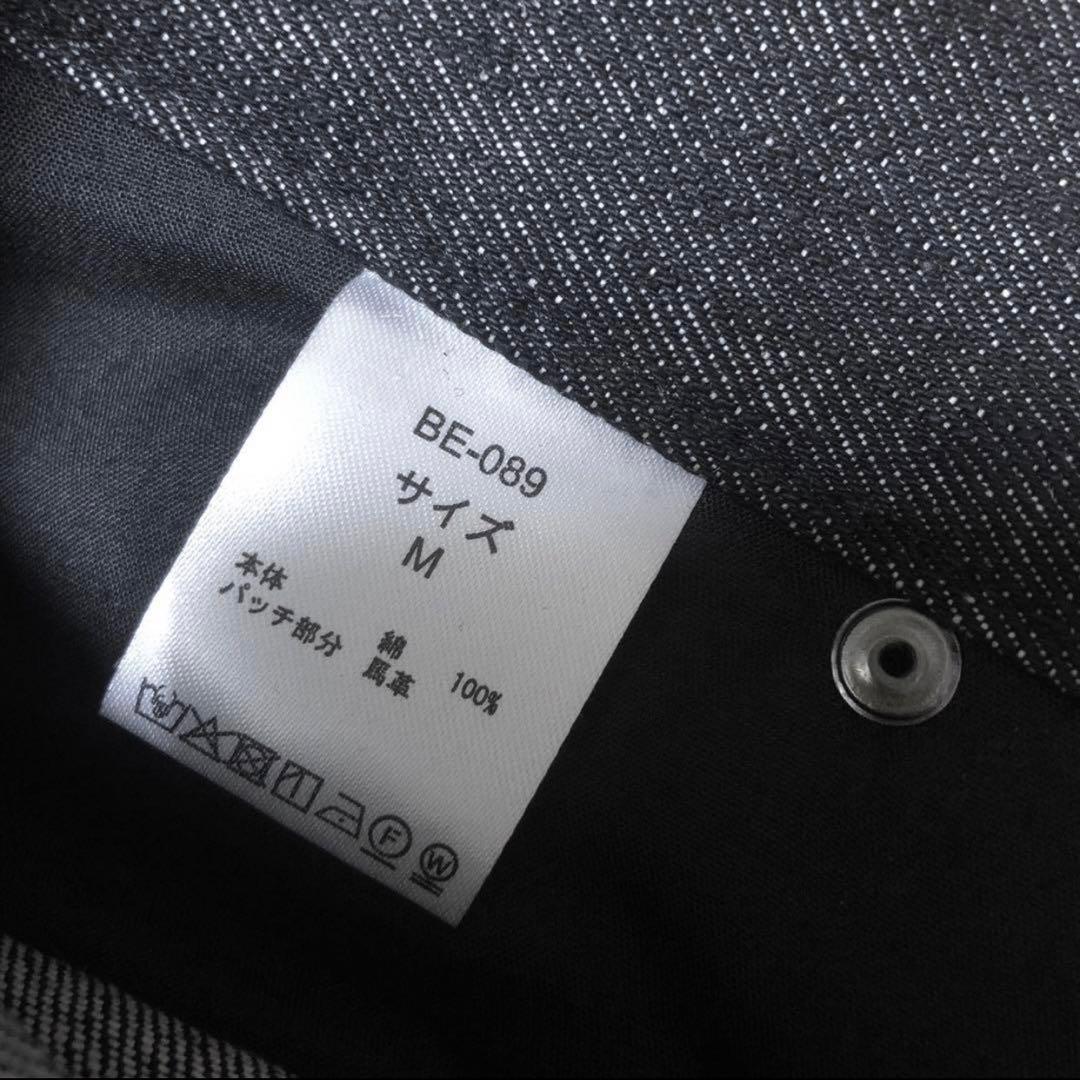 BE-089
サイズ
M
本体 綿 100%
パッチ部分 馬革
F W